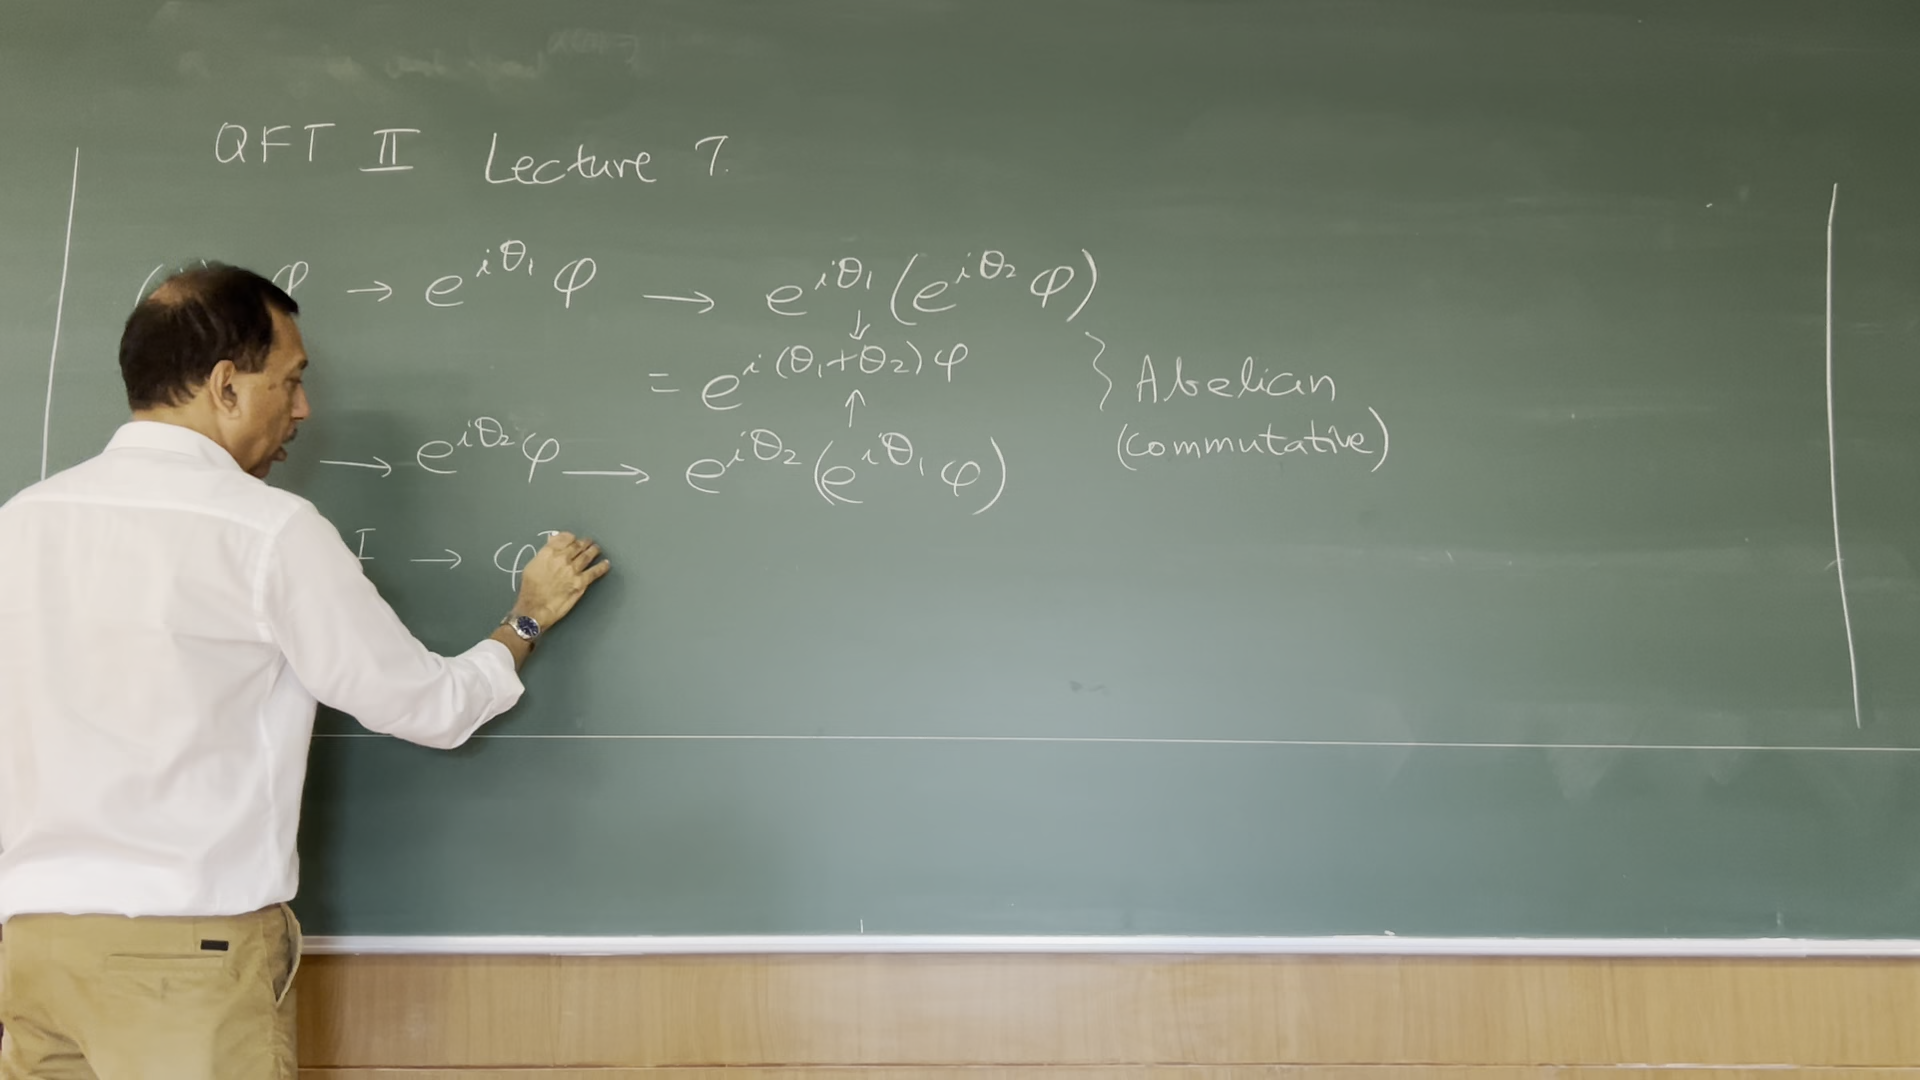 QFT II Lecture 7.
φ → e^{iθ₁} φ → e^{iθ₁} (e^{iθ₂} φ)
↓
= e^{i(θ₁+θ₂)} φ } Abelian
↑ (commutative)
→ e^{iθ₂} φ → e^{iθ₂} (e^{iθ₁} φ)
I → φ